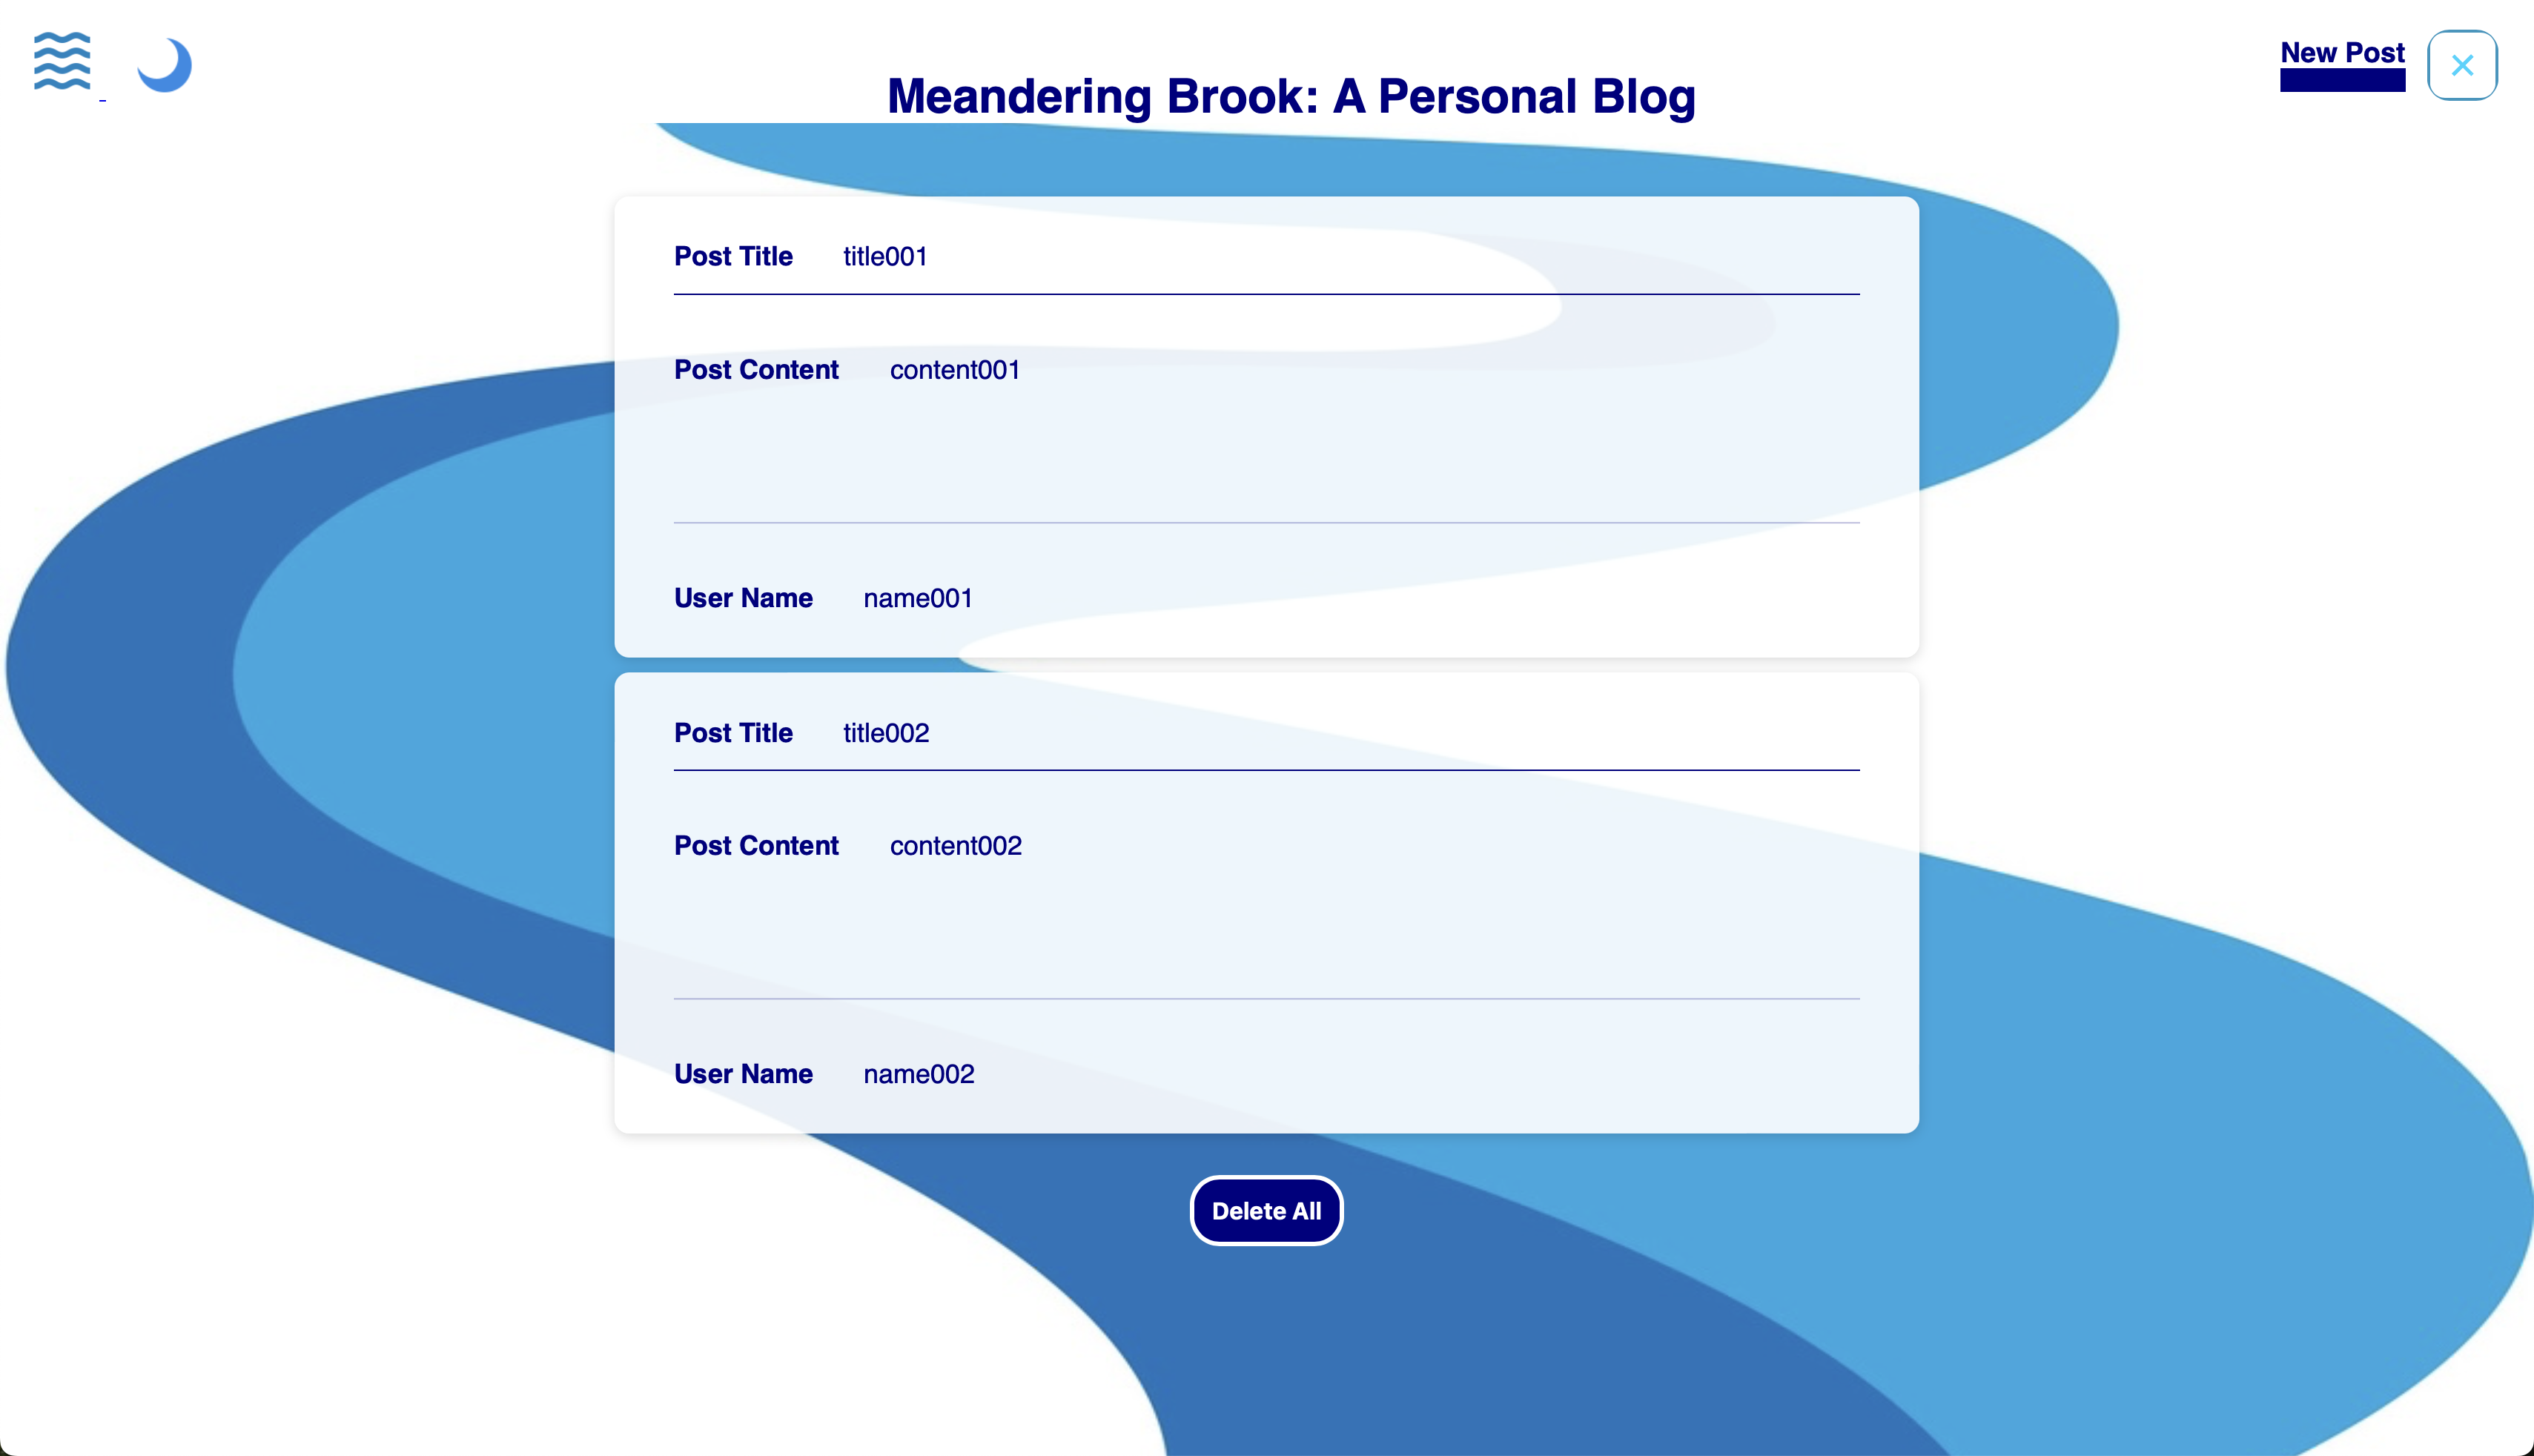 New Post
Meandering Brook: A Personal Blog
Post Title title001
Post Content content001
User Name name001
Post Title title002
Post Content content002
User Name name002
Delete All